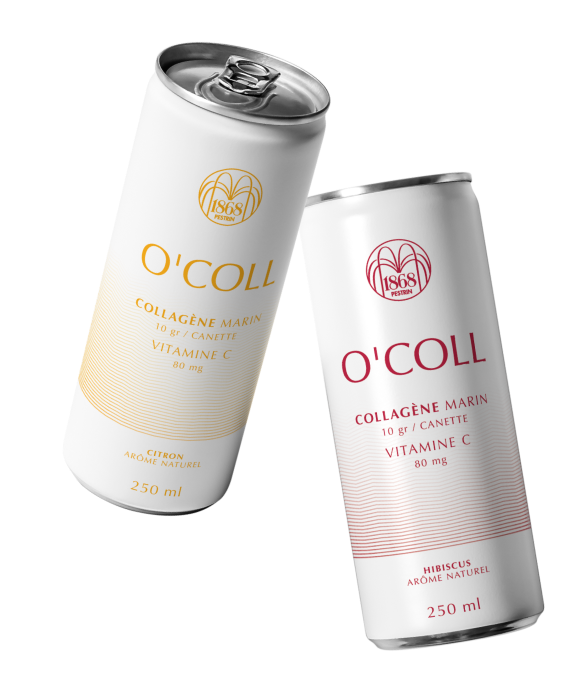 1868
PESTRIN
O'COLL
COLLAGÈNE MARIN
10 gr / CANETTE
VITAMINE C
80 mg
CITRON
ARÔME NATUREL
250 ml
1868
PESTRIN
O'COLL
COLLAGÈNE MARIN
10 gr / CANETTE
VITAMINE C
80 mg
HIBISCUS
ARÔME NATUREL
250 ml